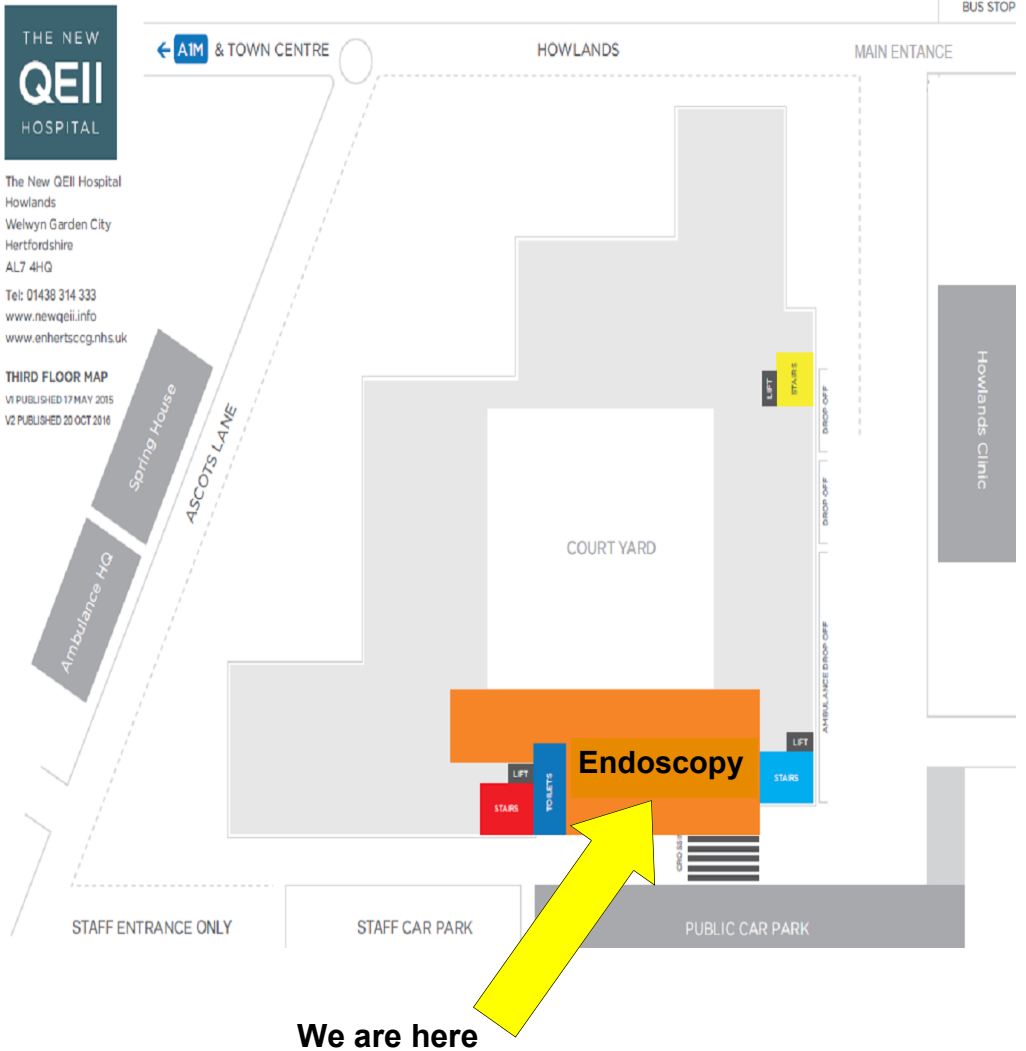 BUS STOP
THE NEW
QEII
HOSPITAL
A1M & TOWN CENTRE
HOWLANDS
MAIN ENTRANCE
The New QEII Hospital
Howlands
Welwyn Garden City
Hertfordshire
AL7 4HQ
Tel: 01438 314 333
www.newqeii.info
www.enhertsccg.nhs.uk
THIRD FLOOR MAP
V1 PUBLISHED 17 MAY 2015
V2 PUBLISHED 20 OCT 2016
Spring House
Ambulance HQ
ASCOTS LANE
LIFT
STAIRS
DROP OFF
DROP OFF
AMBULANCE DROP OFF
Howlands Clinic
COURT YARD
LIFT
STAIRS
TOILETS
Endoscopy
LIFT
STAIRS
STAFF ENTRANCE ONLY
STAFF CAR PARK
PUBLIC CAR PARK
We are here